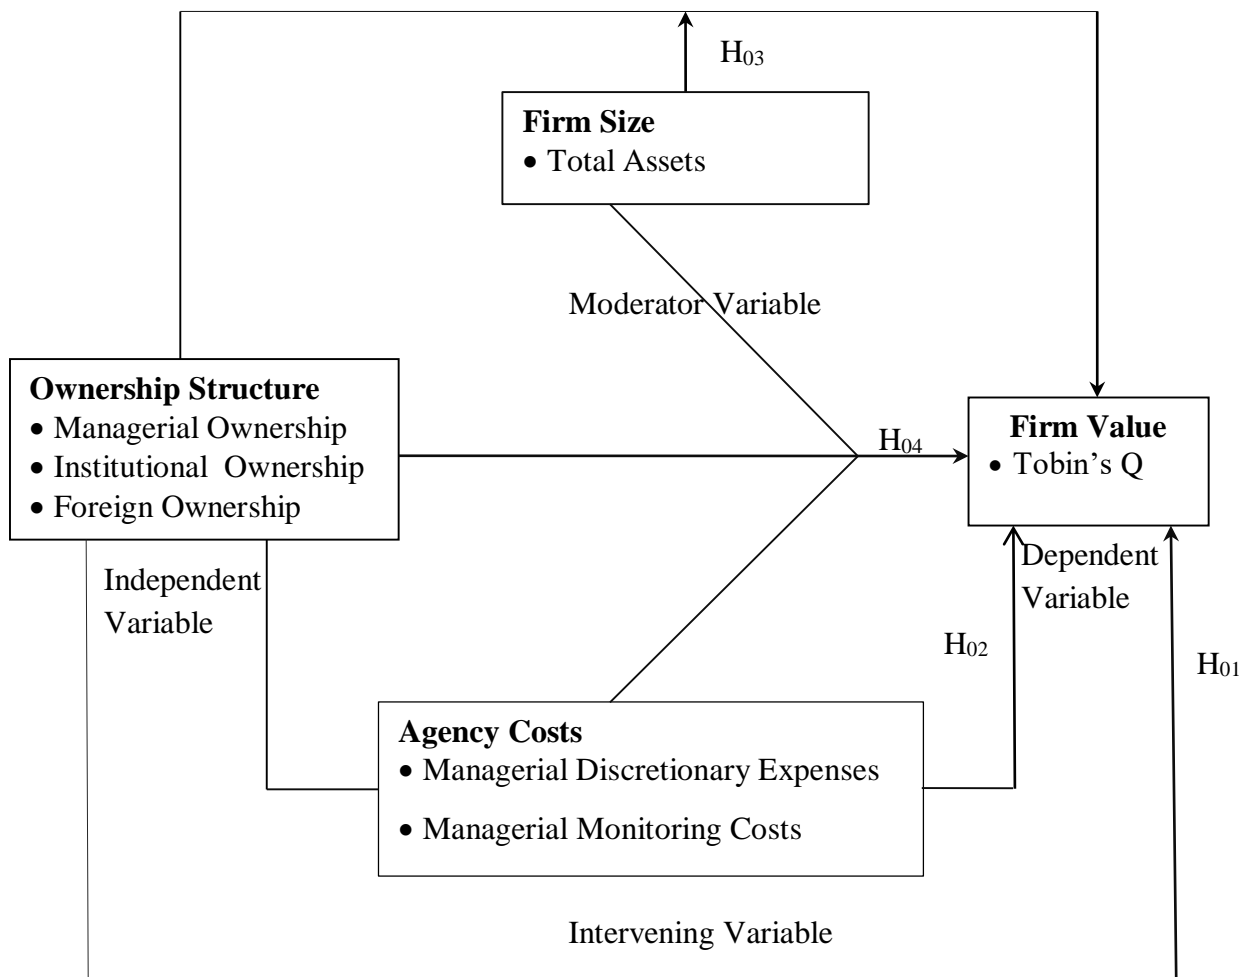 H₀₃
Firm Size
• Total Assets
Moderator Variable
Ownership Structure
• Managerial Ownership
• Institutional Ownership
• Foreign Ownership
H₀₄
Firm Value
• Tobin’s Q
Independent
Variable
Dependent
Variable
H₀₂
H₀₁
Agency Costs
• Managerial Discretionary Expenses
• Managerial Monitoring Costs
Intervening Variable